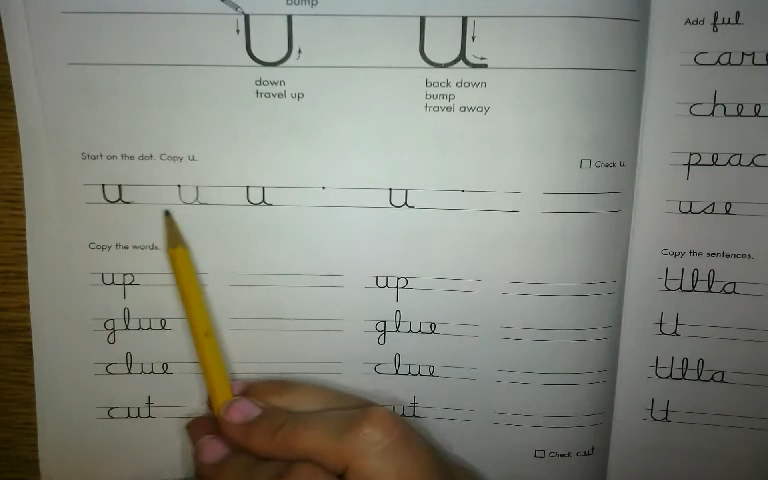 bump
U U
down
travel up
back down
bump
travel away
Start on the dot. Copy u.
Check u
u u u u
Copy the words.
up up
glue glue
clue clue
cut cut
Check cut
Add ful
care
chee
peac
use
Copy the sentences.
Ulla
U
Ulla
U